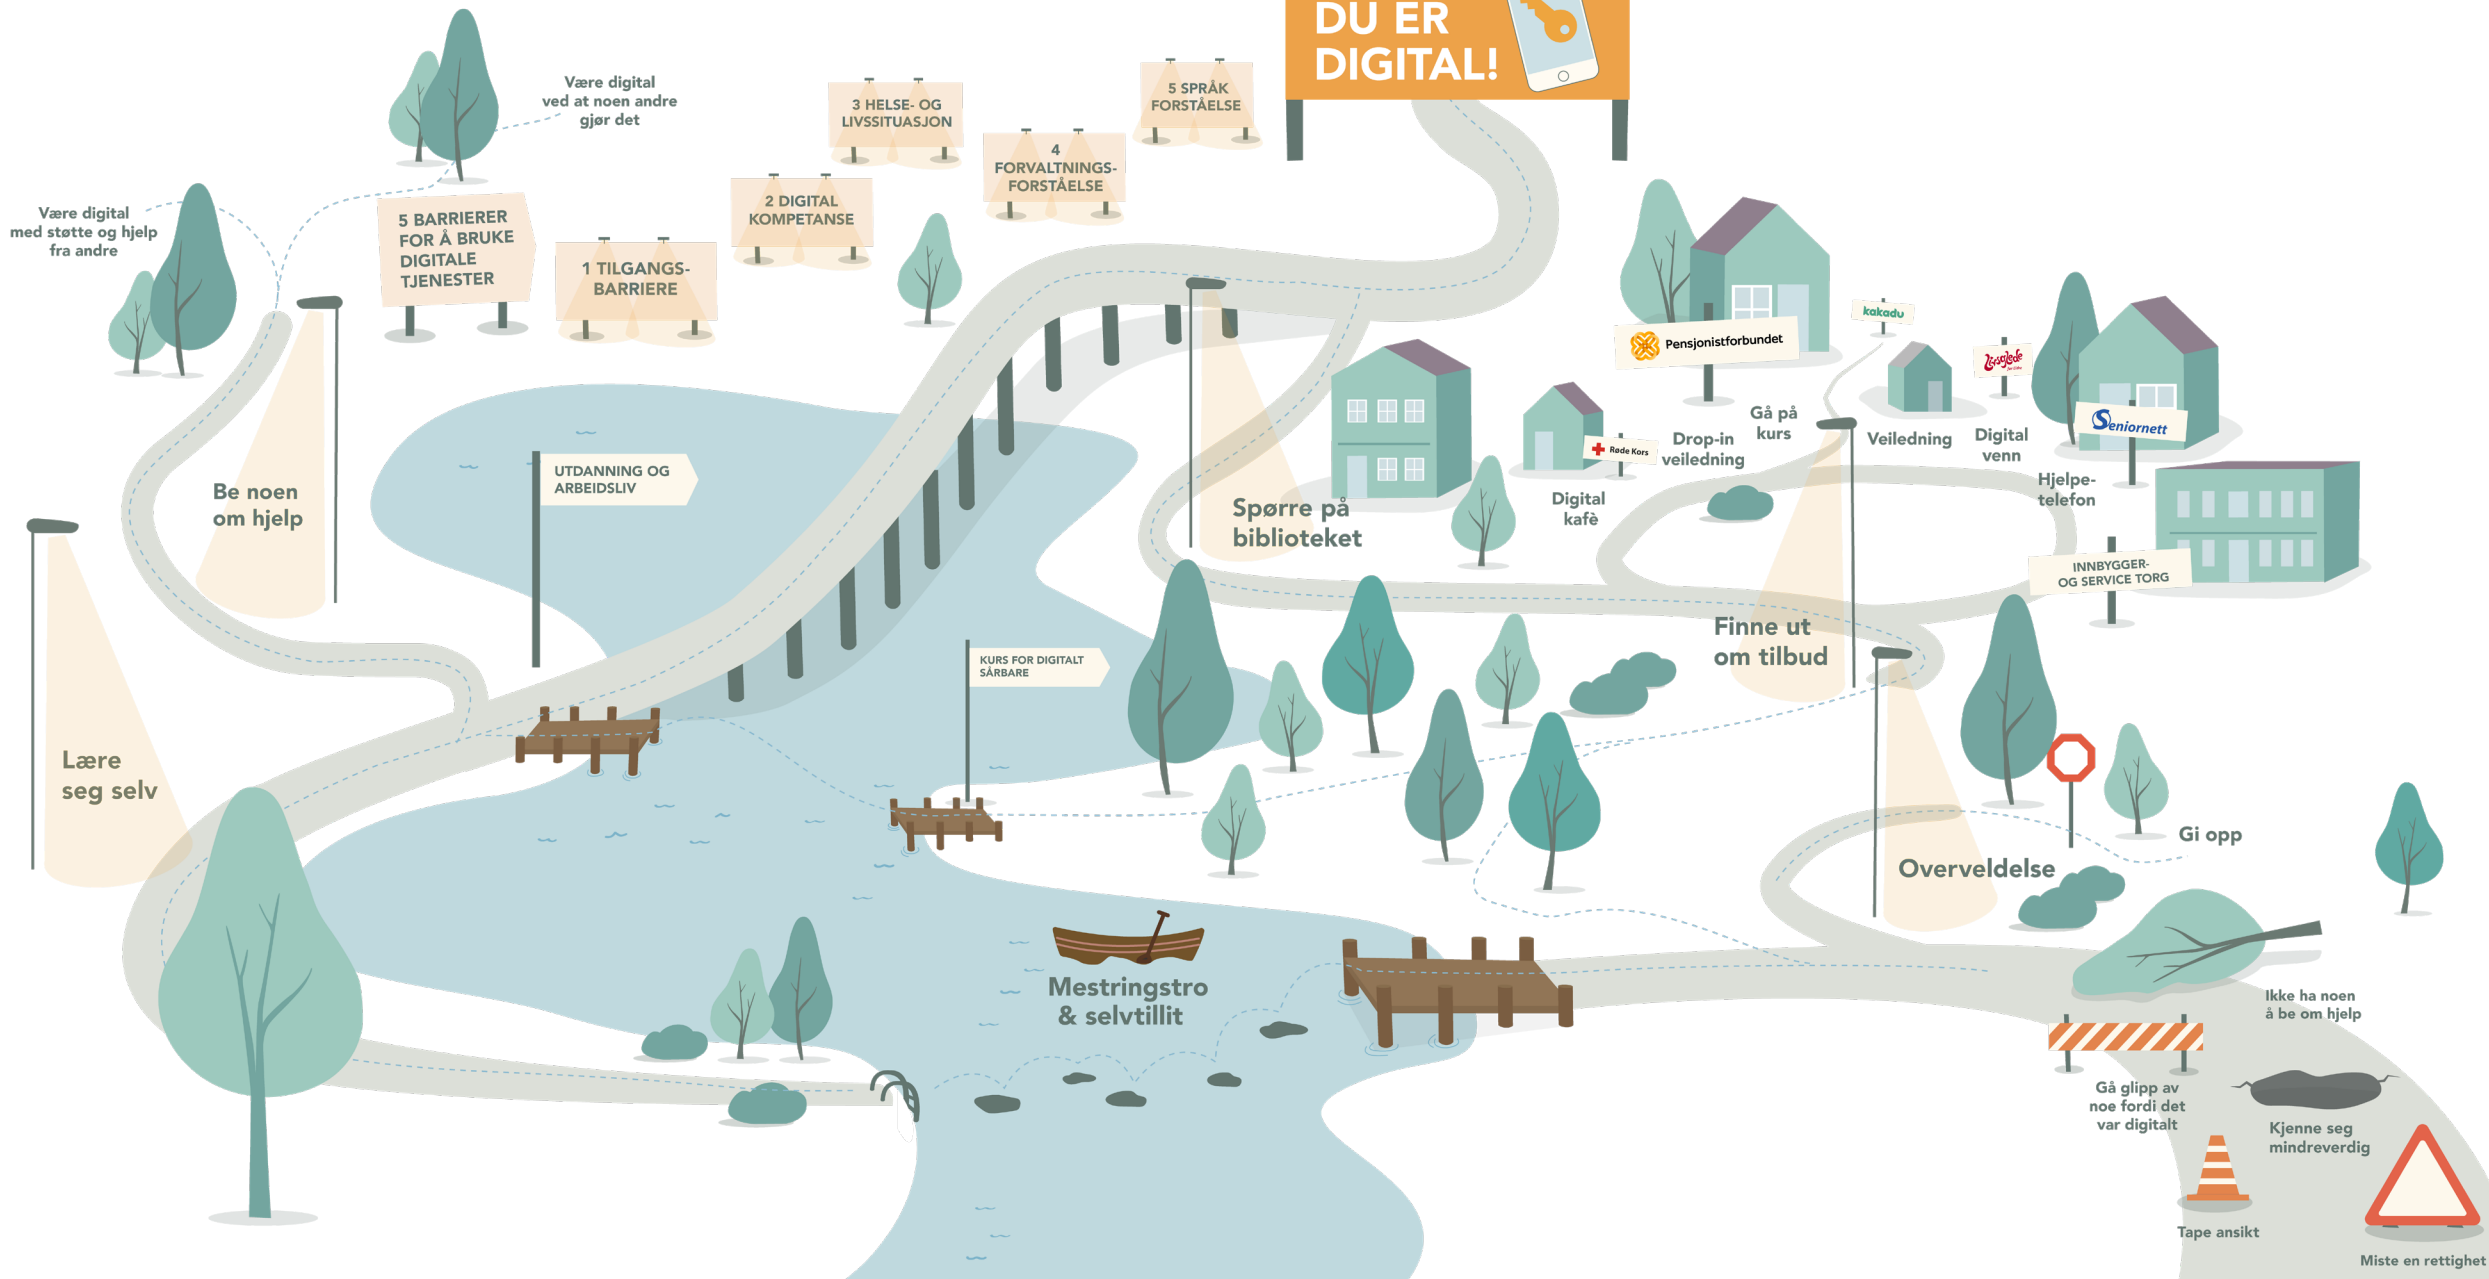 DU ER
DIGITAL!
Være digital
ved at noen andre
gjør det
Være digital
med støtte og hjelp
fra andre
5 BARRIERER
FOR Å BRUKE
DIGITALE
TJENESTER
1 TILGANGS-
BARRIERE
2 DIGITAL
KOMPETANSE
3 HELSE- OG
LIVSSITUASJON
4
FORVALTNINGS-
FORSTÅELSE
5 SPRÅK
FORSTÅELSE
Pensjonistforbundet
kakadu
Livsglede
Seniornett
Røde Kors
Gå på
kurs
Drop-in
veiledning
Veiledning
Digital
venn
Hjelpe-
telefon
Digital
kafè
INNBYGGER-
OG SERVICE TORG
Be noen
om hjelp
UTDANNING OG
ARBEIDSLIV
Spørre på
biblioteket
Finne ut
om tilbud
KURS FOR DIGITALT
SÅRBARE
Lære
seg selv
Overveldelse
Gi opp
Mestringstro
& selvtillit
Ikke ha noen
å be om hjelp
Gå glipp av
noe fordi det
var digitalt
Kjenne seg
mindreverdig
Tape ansikt
Miste en rettighet